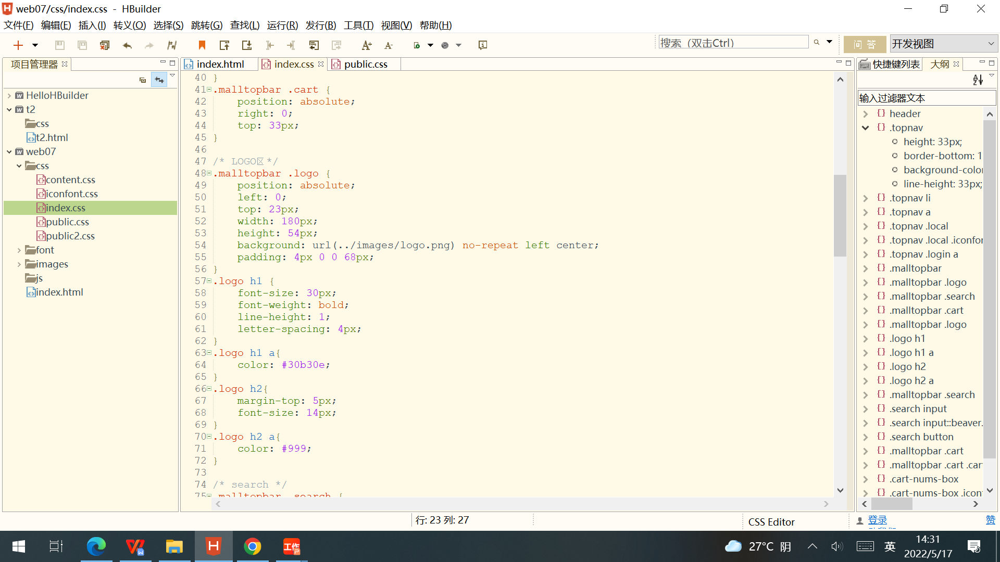 web07/css/index.css - HBuilder
文件(F) 编辑(E) 插入(I) 转义(O) 选择(S) 跳转(G) 查找(L) 运行(R) 发行(B) 工具(T) 视图(V) 帮助(H)
搜索（双击Ctrl）
问 答
开发视图
项目管理器
HelloHBuilder
t2
css
t2.html
web07
css
content.css
iconfont.css
index.css
public.css
public2.css
font
images
js
index.html
index.html index.css public.css
40 }
41 .malltopbar .cart {
42 position: absolute;
43 right: 0;
44 top: 33px;
45 }
46
47 /* LOGO区 */
48 .malltopbar .logo {
49 position: absolute;
50 left: 0;
51 top: 23px;
52 width: 180px;
53 height: 54px;
54 background: url(../images/logo.png) no-repeat left center;
55 padding: 4px 0 0 68px;
56 }
57 .logo h1 {
58 font-size: 30px;
59 font-weight: bold;
60 line-height: 1;
61 letter-spacing: 4px;
62 }
63 .logo h1 a{
64 color: #30b30e;
65 }
66 .logo h2{
67 margin-top: 5px;
68 font-size: 14px;
69 }
70 .logo h2 a{
71 color: #999;
72 }
73
74 /* search */
75 .malltopbar .search {
快捷键列表 大纲
输入过滤器文本
{} header
{} .topnav
height: 33px;
border-bottom: 1
background-color
line-height: 33px;
{} .topnav li
{} .topnav a
{} .topnav .local
{} .topnav .local .iconfor
{} .topnav .login a
{} .malltopbar
{} .malltopbar .logo
{} .malltopbar .search
{} .malltopbar .cart
{} .malltopbar .logo
{} .logo h1
{} .logo h1 a
{} .logo h2
{} .logo h2 a
{} .malltopbar .search
{} .search input
{} .search input::beaver.
{} .search button
{} .malltopbar .cart
{} .malltopbar .cart .car
{} .cart-nums-box
{} .cart-nums-box .icon
行: 23 列: 27
CSS Editor
登录
赞
27°C 阴
英
14:31
2022/5/17